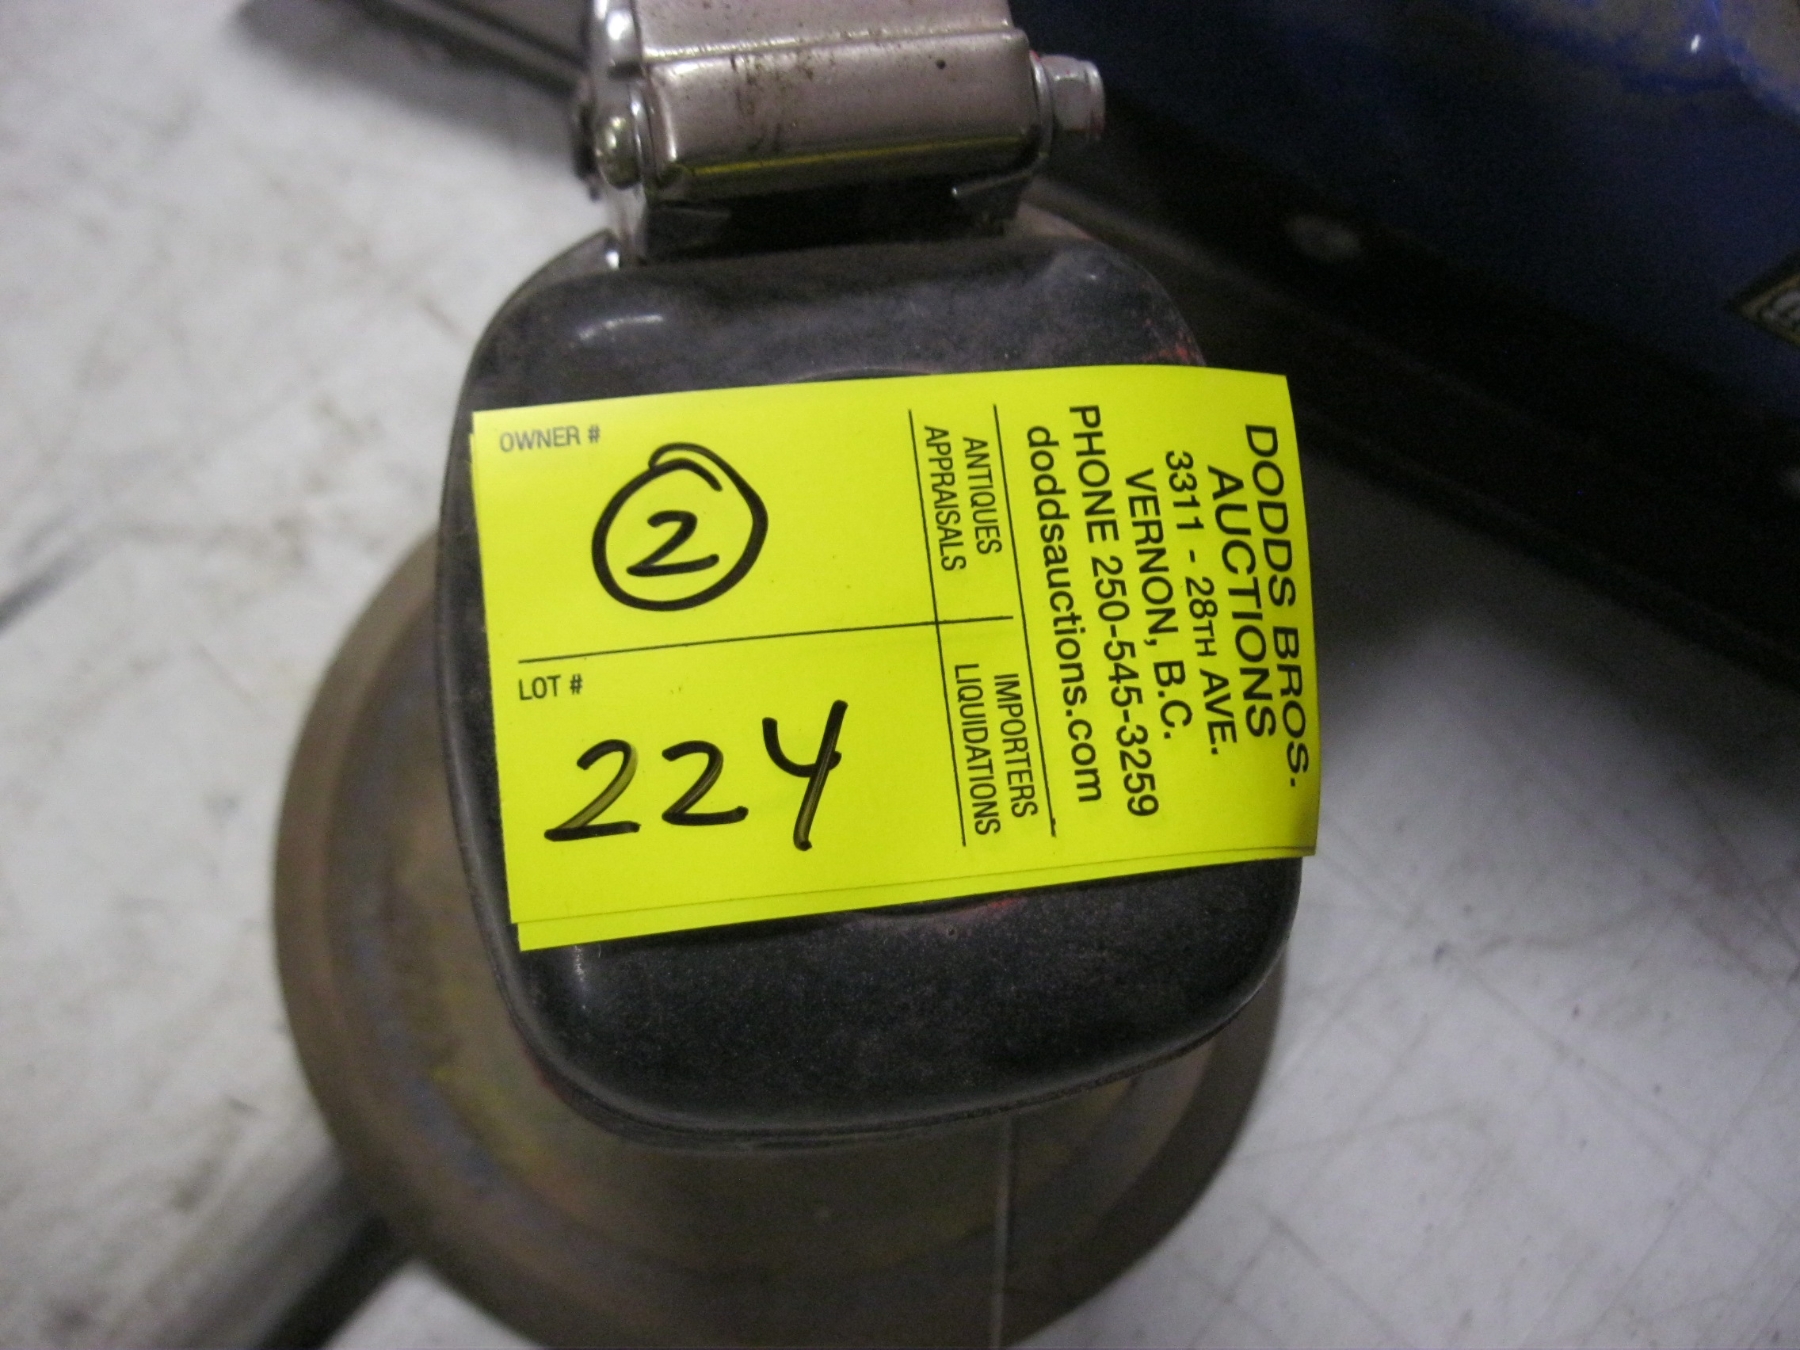 DODDS BROS.
AUCTIONS
3311 - 28TH AVE.
VERNON, B.C.
PHONE 250-545-3259
doddsauctions.com
ANTIQUES
APPRAISALS
IMPORTERS
LIQUIDATIONS
OWNER #
2
LOT #
224